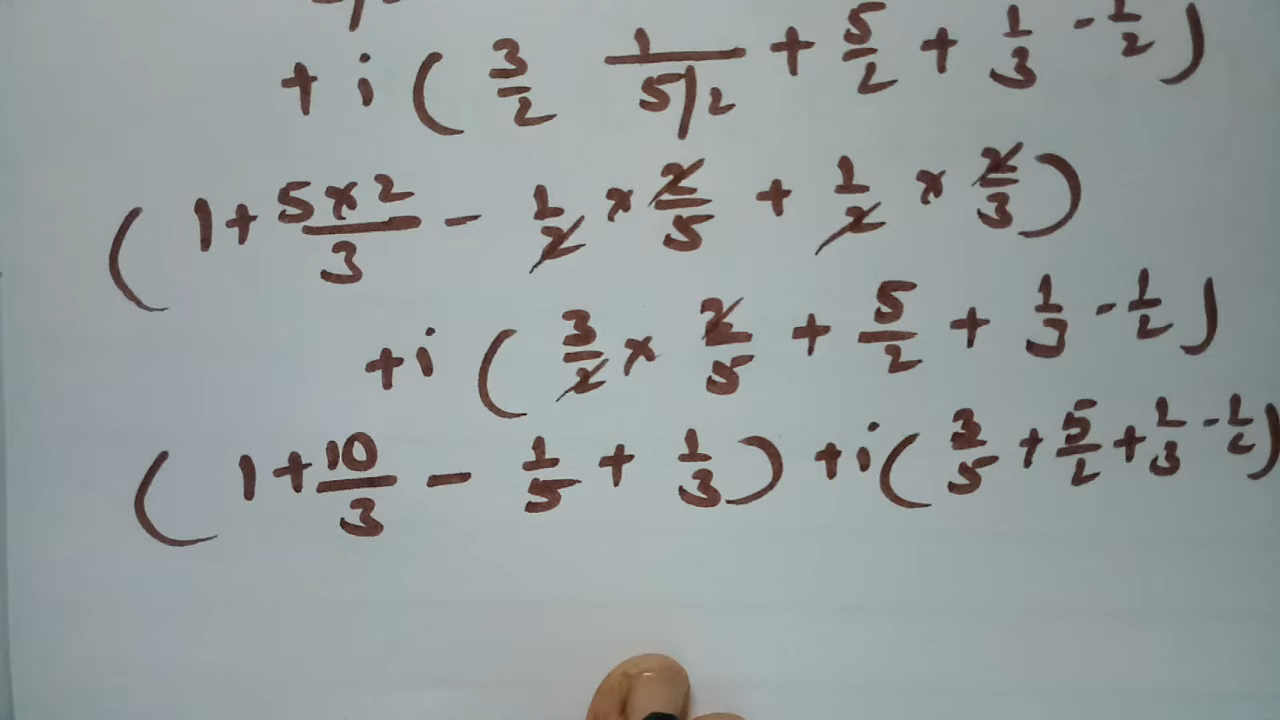 + i ( 3/2 1/(5/2) + 5/2 + 1/3 - 1/2 )
( 1 + (5×2)/3 - 1/2 × 2/5 + 1/2 × 2/3 )
+ i ( 3/2 × 2/5 + 5/2 + 1/3 - 1/2 )
( 1 + 10/3 - 1/5 + 1/3 ) + i ( 3/5 + 5/2 + 1/3 - 1/2 )